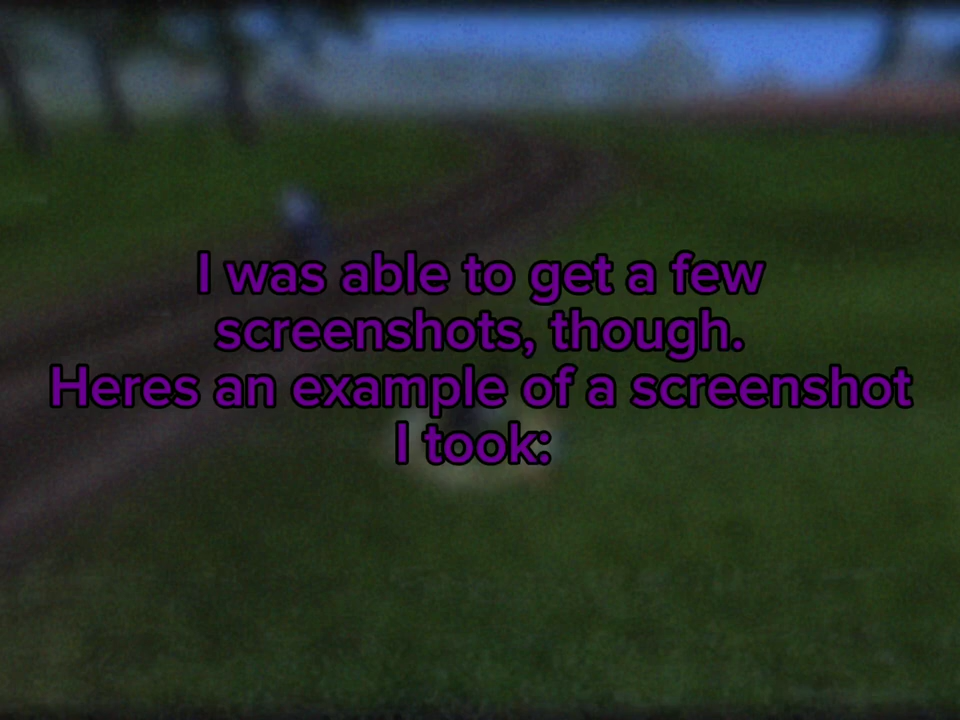 I was able to get a few
screenshots, though.
Heres an example of a screenshot
I took: